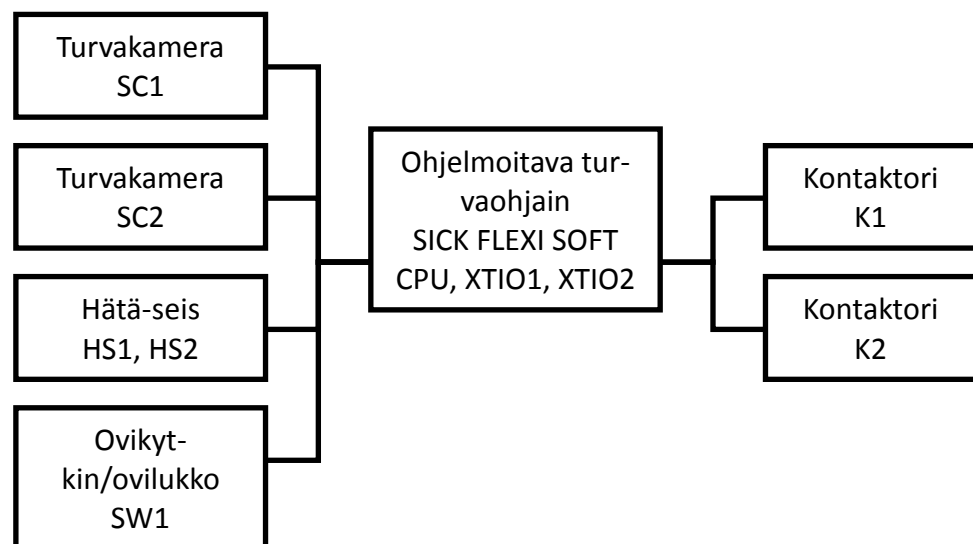 Turvakamera
SC1
Turvakamera
SC2
Hätä-seis
HS1, HS2
Ovikyt-
kin/ovilukko
SW1
Ohjelmoitava tur-
vaohjain
SICK FLEXI SOFT
CPU, XTIO1, XTIO2
Kontaktori
K1
Kontaktori
K2